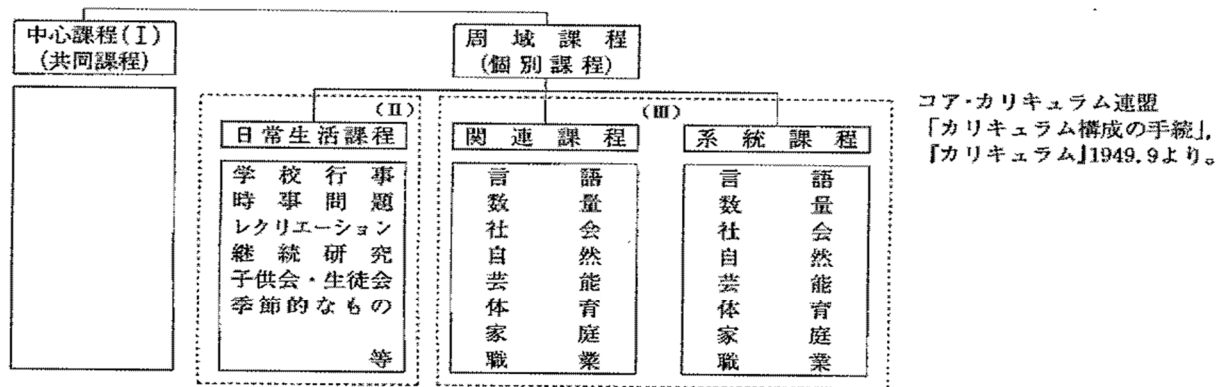 中心課程(Ⅰ)
(共同課程)
周域課程
(個別課程)
(Ⅱ)
日常生活課程
学校行事
時事問題
レクリエーション
継続研究
子供会・生徒会
季節的なもの
等
(Ⅲ)
関連課程
言語
数量
社会
自然
芸能
体育
家庭
職業
系統課程
言語
数量
社会
自然
芸能
体育
家庭
職業
コア・カリキュラム連盟
「カリキュラム構成の手続」,
『カリキュラム』1949.9より。